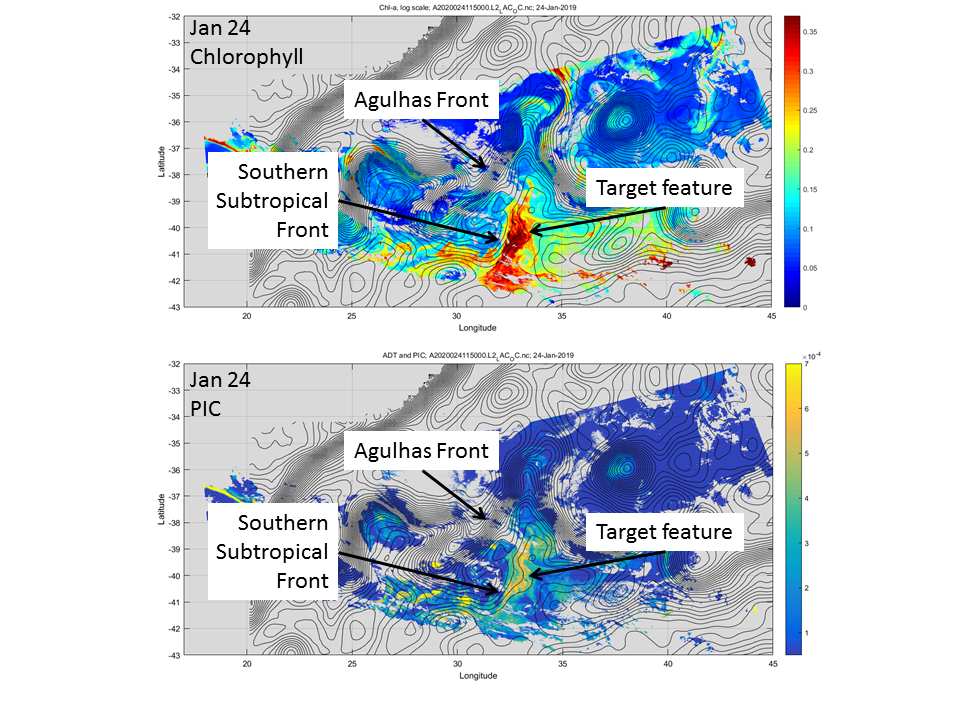 Chl-a, log scale; A2020024115000.L2LACOC.nc; 24-Jan-2019
Jan 24
Chlorophyll
Agulhas Front
Southern
Subtropical
Front
Target feature
-32
-33
-34
-35
-36
-37
-38
-39
-40
-41
-42
-43
Latitude
20
25
30
35
40
45
Longitude
0.35
0.3
0.25
0.2
0.15
0.1
0.05
0
ADT and PIC; A2020024115000.L2LACOC.nc; 24-Jan-2019
Jan 24
PIC
Agulhas Front
Southern
Subtropical
Front
Target feature
-32
-33
-34
-35
-36
-37
-38
-39
-40
-41
-42
-43
Latitude
20
25
30
35
40
45
Longitude
×10-4
7
6
5
4
3
2
1